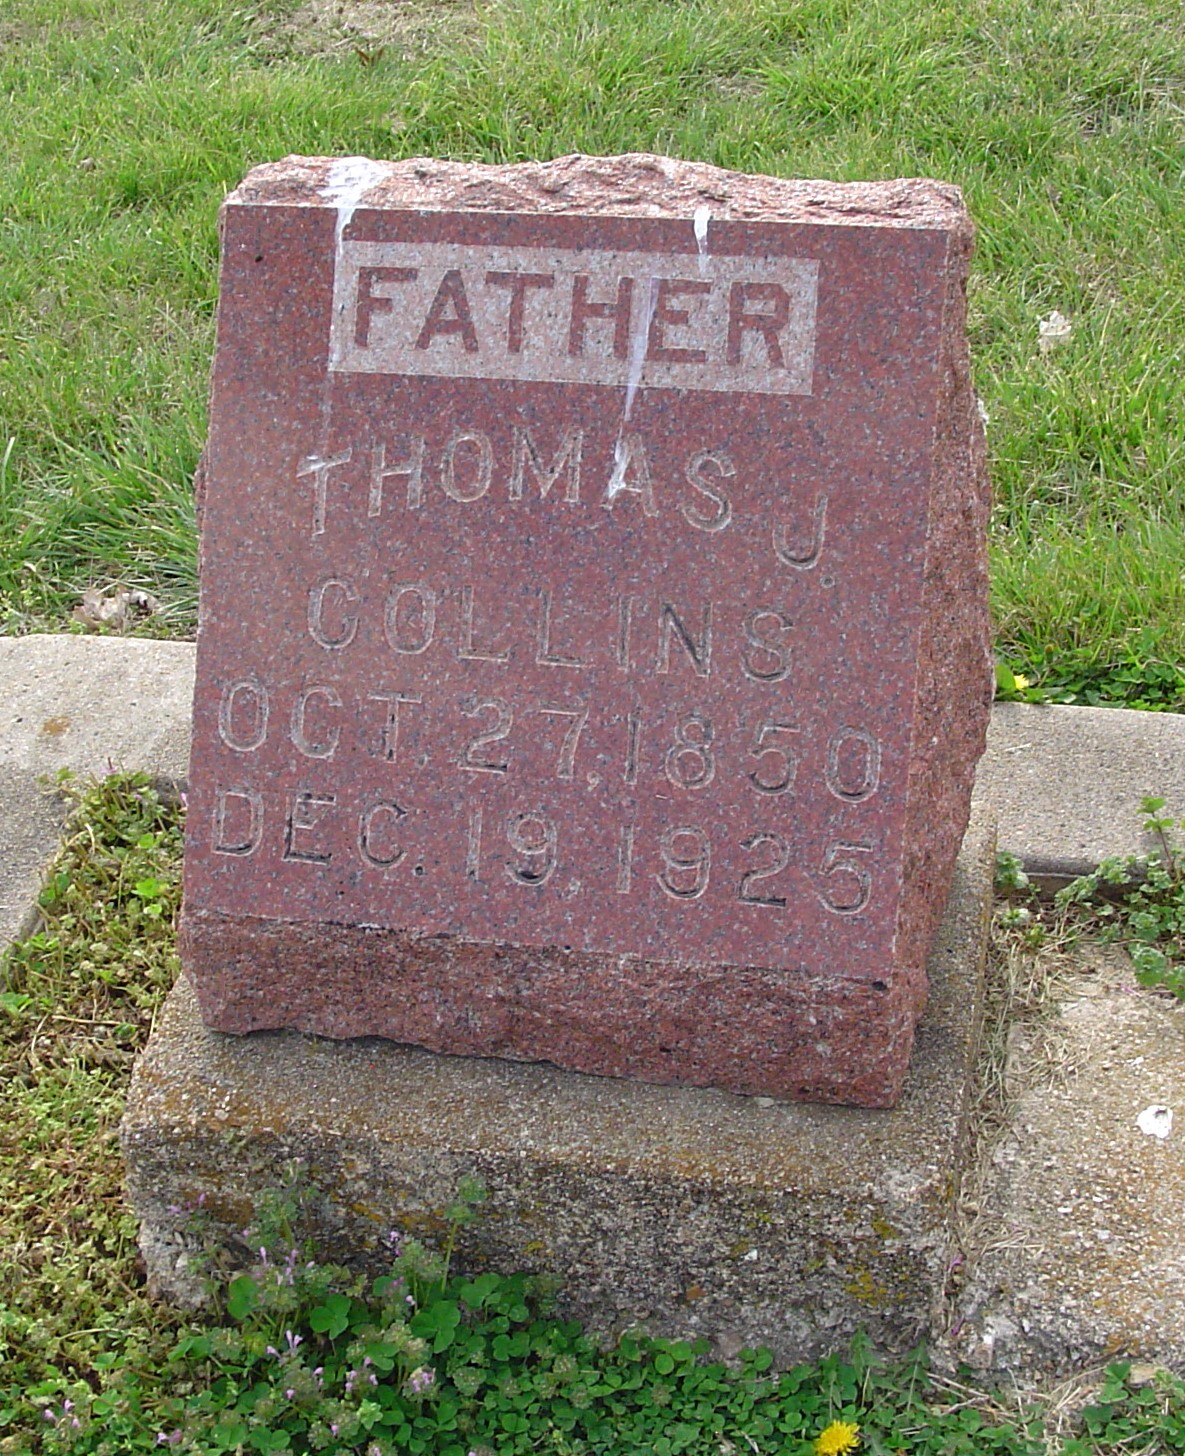 FATHER
THOMAS J.
COLLINS
OCT. 27, 1850
DEC. 19 1925